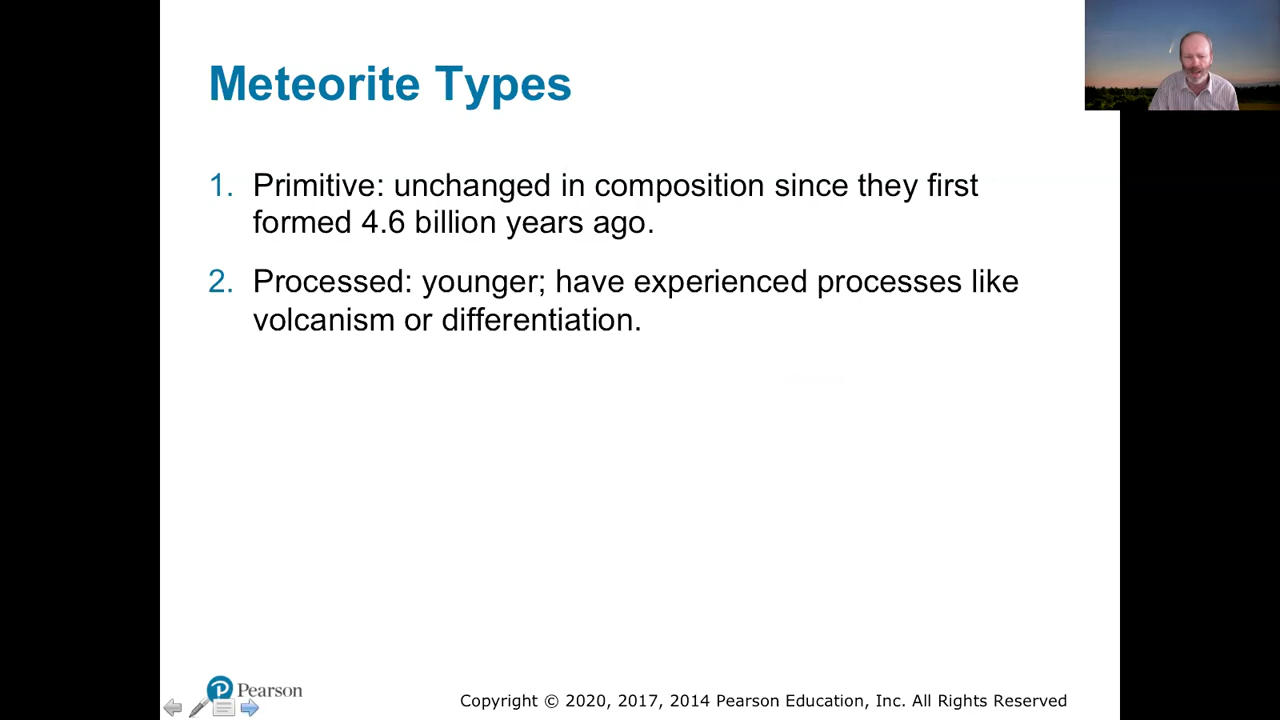 Meteorite Types
1. Primitive: unchanged in composition since they first
formed 4.6 billion years ago.
2. Processed: younger; have experienced processes like
volcanism or differentiation.
Pearson
Copyright © 2020, 2017, 2014 Pearson Education, Inc. All Rights Reserved